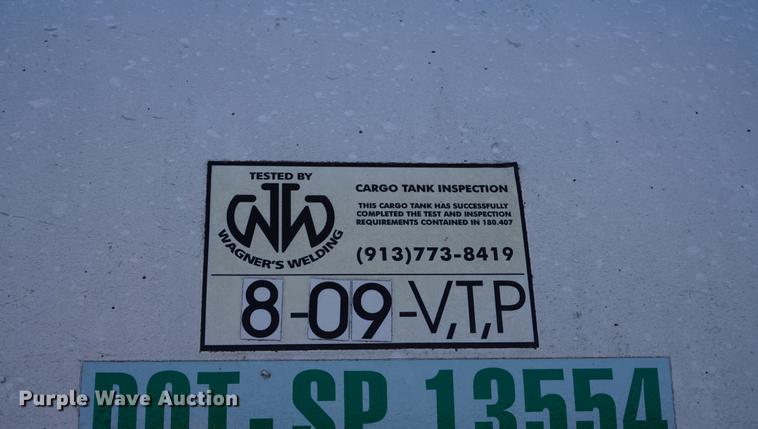 TESTED BY
WAGNER'S WELDING
CARGO TANK INSPECTION
THIS CARGO TANK HAS SUCCESSFULLY
COMPLETED THE TEST AND INSPECTION
REQUIREMENTS CONTAINED IN 180.407
(913)773-8419
8-09-V,T,P
DOT-SP 13554
Purple Wave Auction